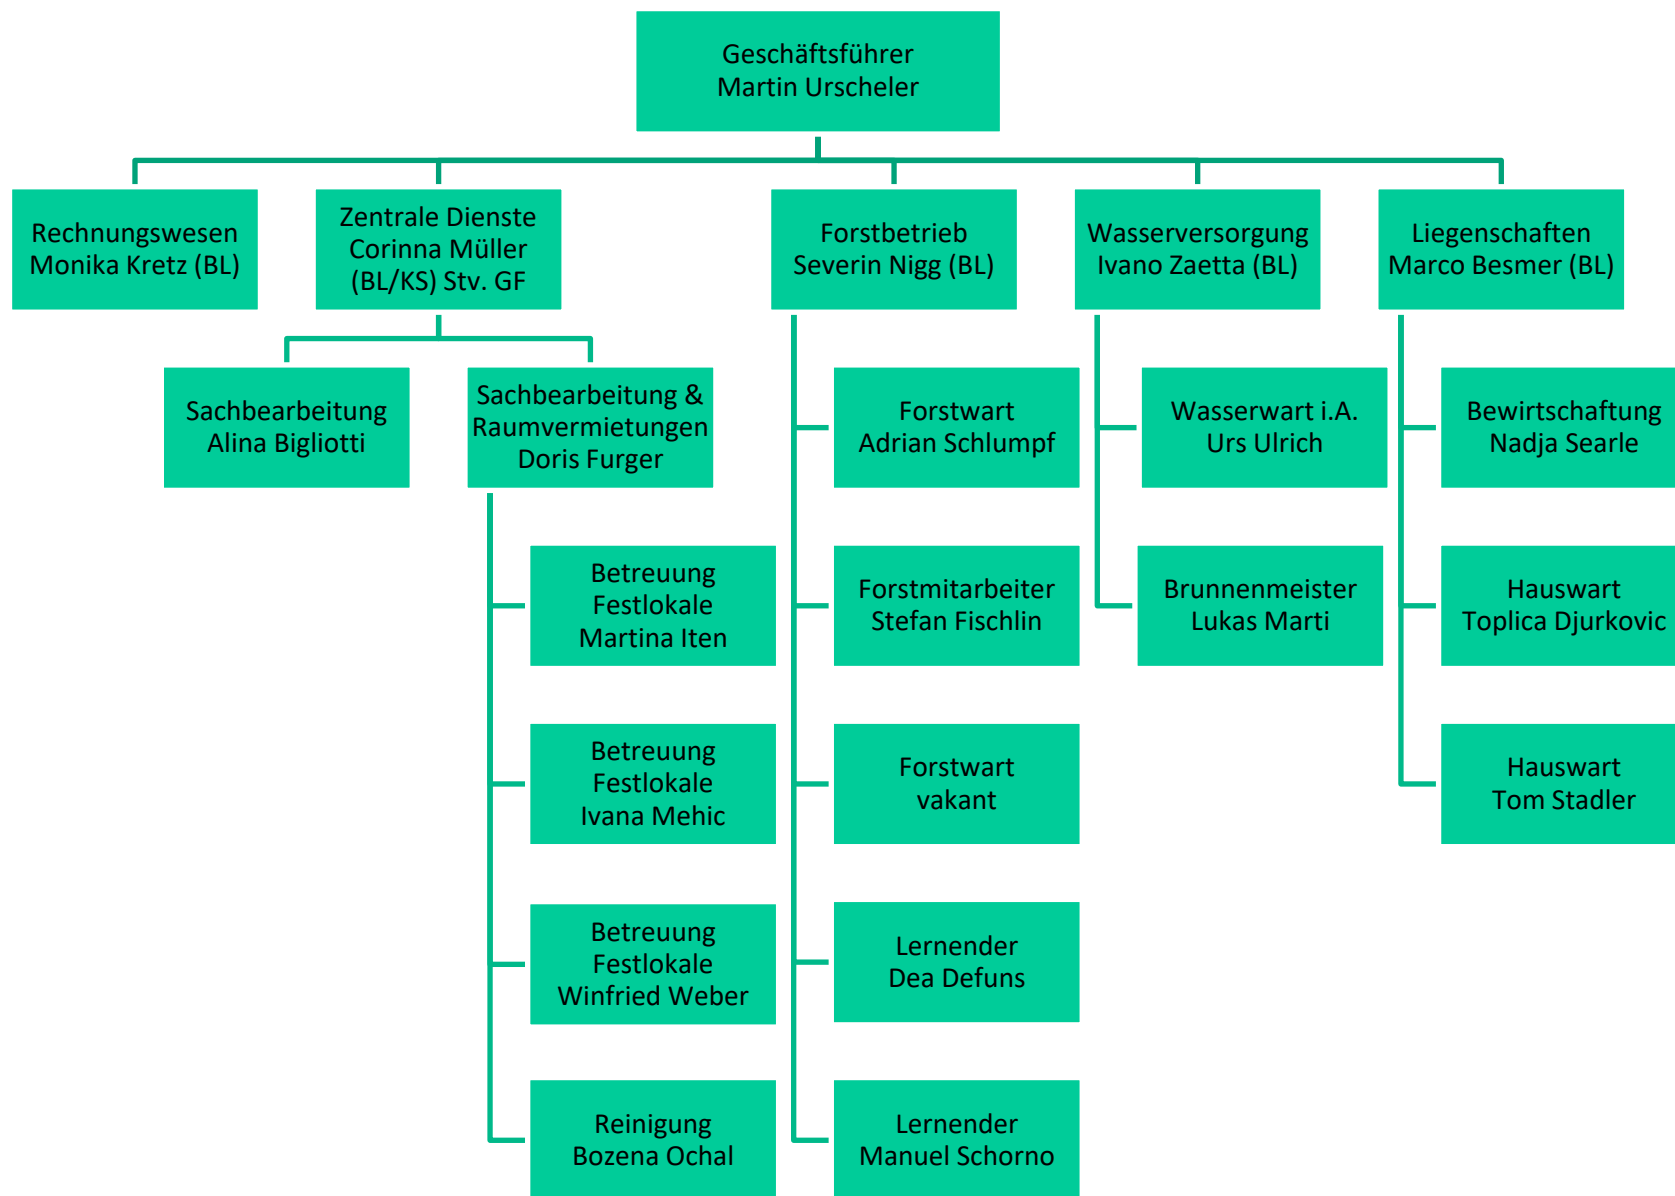 Geschäftsführer
Martin Urscheler
Rechnungswesen
Monika Kretz (BL)
Zentrale Dienste
Corinna Müller
(BL/KS) Stv. GF
Forstbetrieb
Severin Nigg (BL)
Wasserversorgung
Ivano Zaetta (BL)
Liegenschaften
Marco Besmer (BL)
Sachbearbeitung
Alina Bigliotti
Sachbearbeitung &
Raumvermietungen
Doris Furger
Betreuung
Festlokale
Martina Iten
Betreuung
Festlokale
Ivana Mehic
Betreuung
Festlokale
Winfried Weber
Reinigung
Bozena Ochal
Forstwart
Adrian Schlumpf
Forstmitarbeiter
Stefan Fischlin
Forstwart
vakant
Lernender
Dea Defuns
Lernender
Manuel Schorno
Wasserwart i.A.
Urs Ulrich
Brunnenmeister
Lukas Marti
Bewirtschaftung
Nadja Searle
Hauswart
Toplica Djurkovic
Hauswart
Tom Stadler